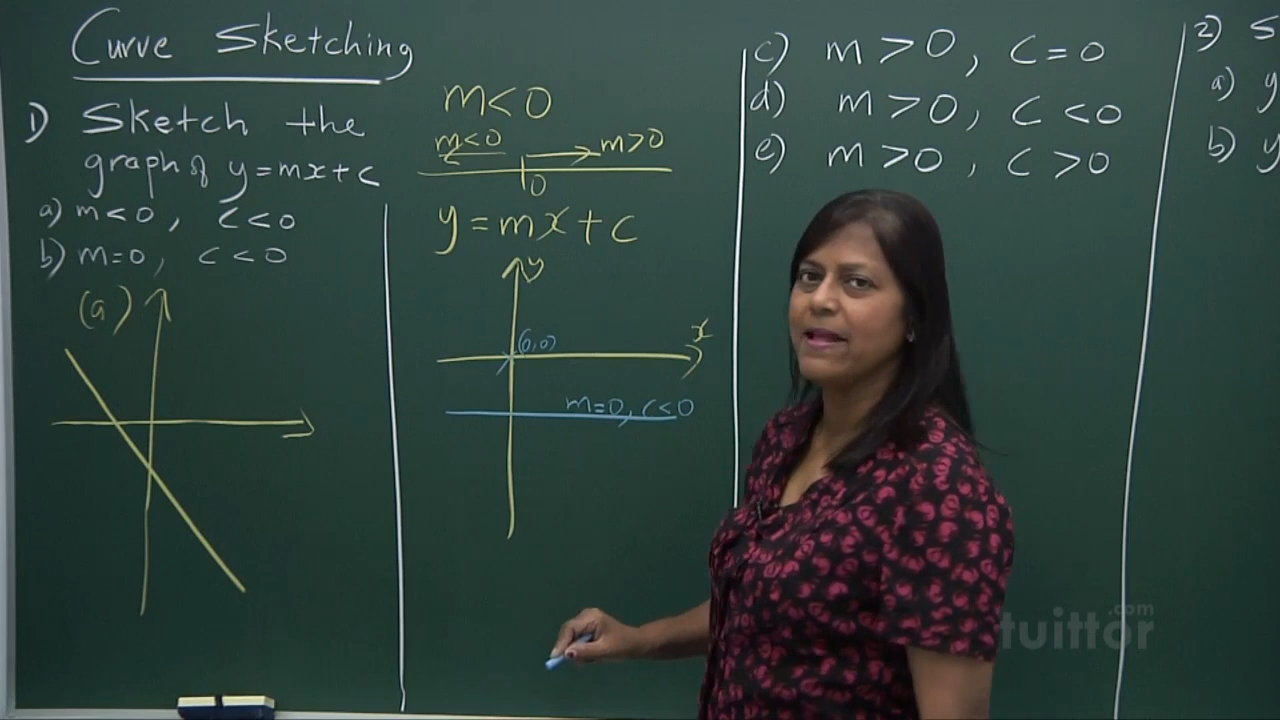 Curve Sketching
1) Sketch the
graph of y=mx+c
a) m<0, c<0
b) m=0, c<0
(a)
m<0
m<0 m>0
0
y=mx+c
y
x
(0,0)
m=0, c<0
c) m>0, c=0
d) m>0, c<0
e) m>0, c>0
2) S
a) y
b) y
tuittor.com